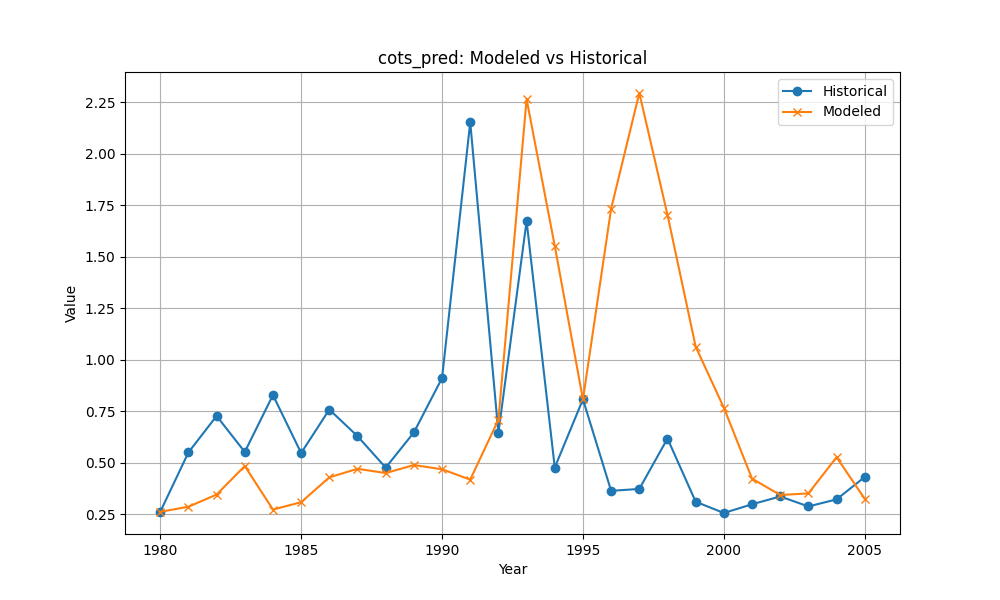 cots_pred: Modeled vs Historical
Historical
Modeled
2.25
2.00
1.75
1.50
1.25
1.00
0.75
0.50
0.25
Value
1980 1985 1990 1995 2000 2005
Year